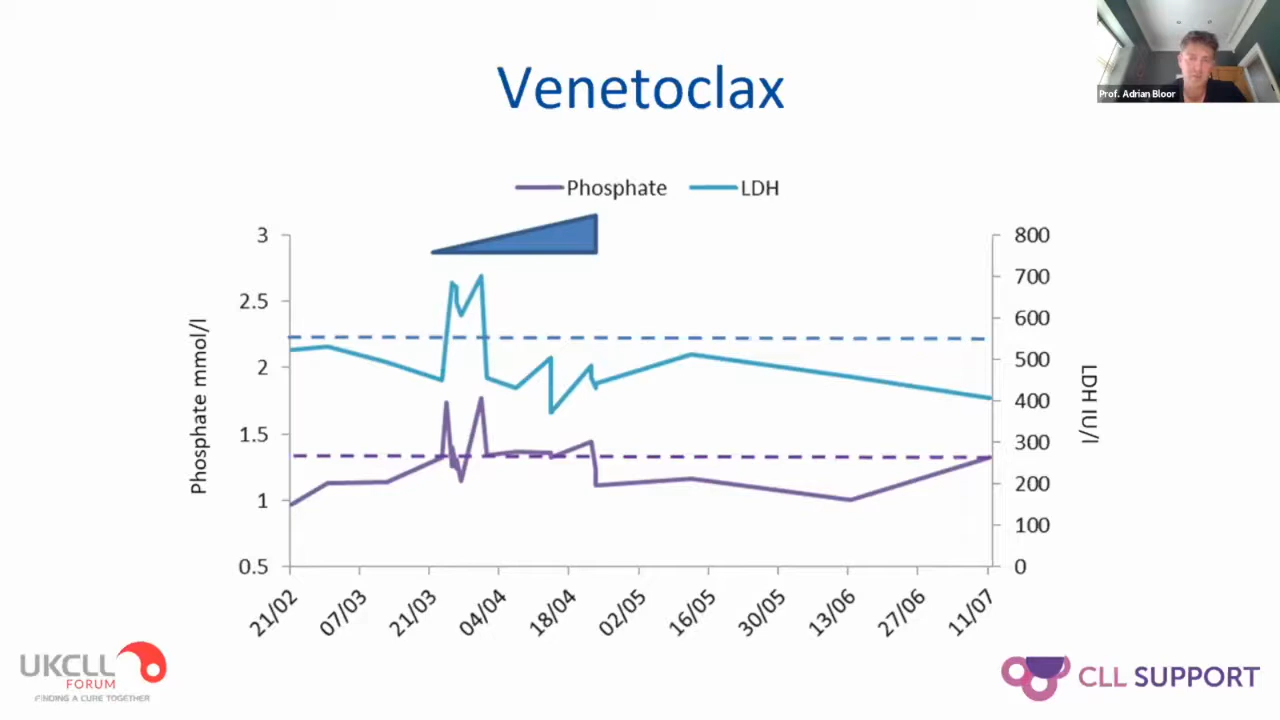 Venetoclax
Prof. Adrian Bloor
Phosphate LDH
3
2.5
2
1.5
1
0.5
Phosphate mmol/l
800
700
600
500
400
300
200
100
0
LDH IU/l
21/02 07/03 21/03 04/04 18/04 02/05 16/05 30/05 13/06 27/06 11/07
UKCLL
FORUM
FINDING A CURE TOGETHER
CLL SUPPORT